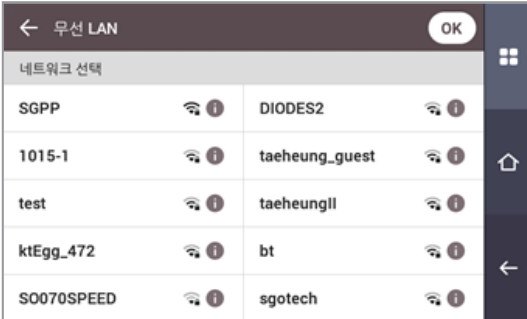 무선 LAN
OK
네트워크 선택
SGPP
DIODES2
1015-1
taeheung_guest
test
taeheungII
ktEgg_472
bt
SO070SPEED
sgotech